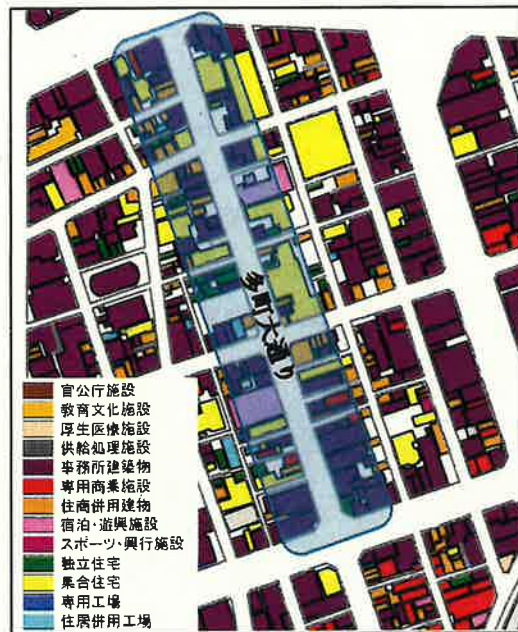 多町大通り
官公庁施設
教育文化施設
厚生医療施設
供給処理施設
事務所建築物
専用商業施設
住商併用建物
宿泊・遊興施設
スポーツ・興行施設
独立住宅
集合住宅
専用工場
住居併用工場